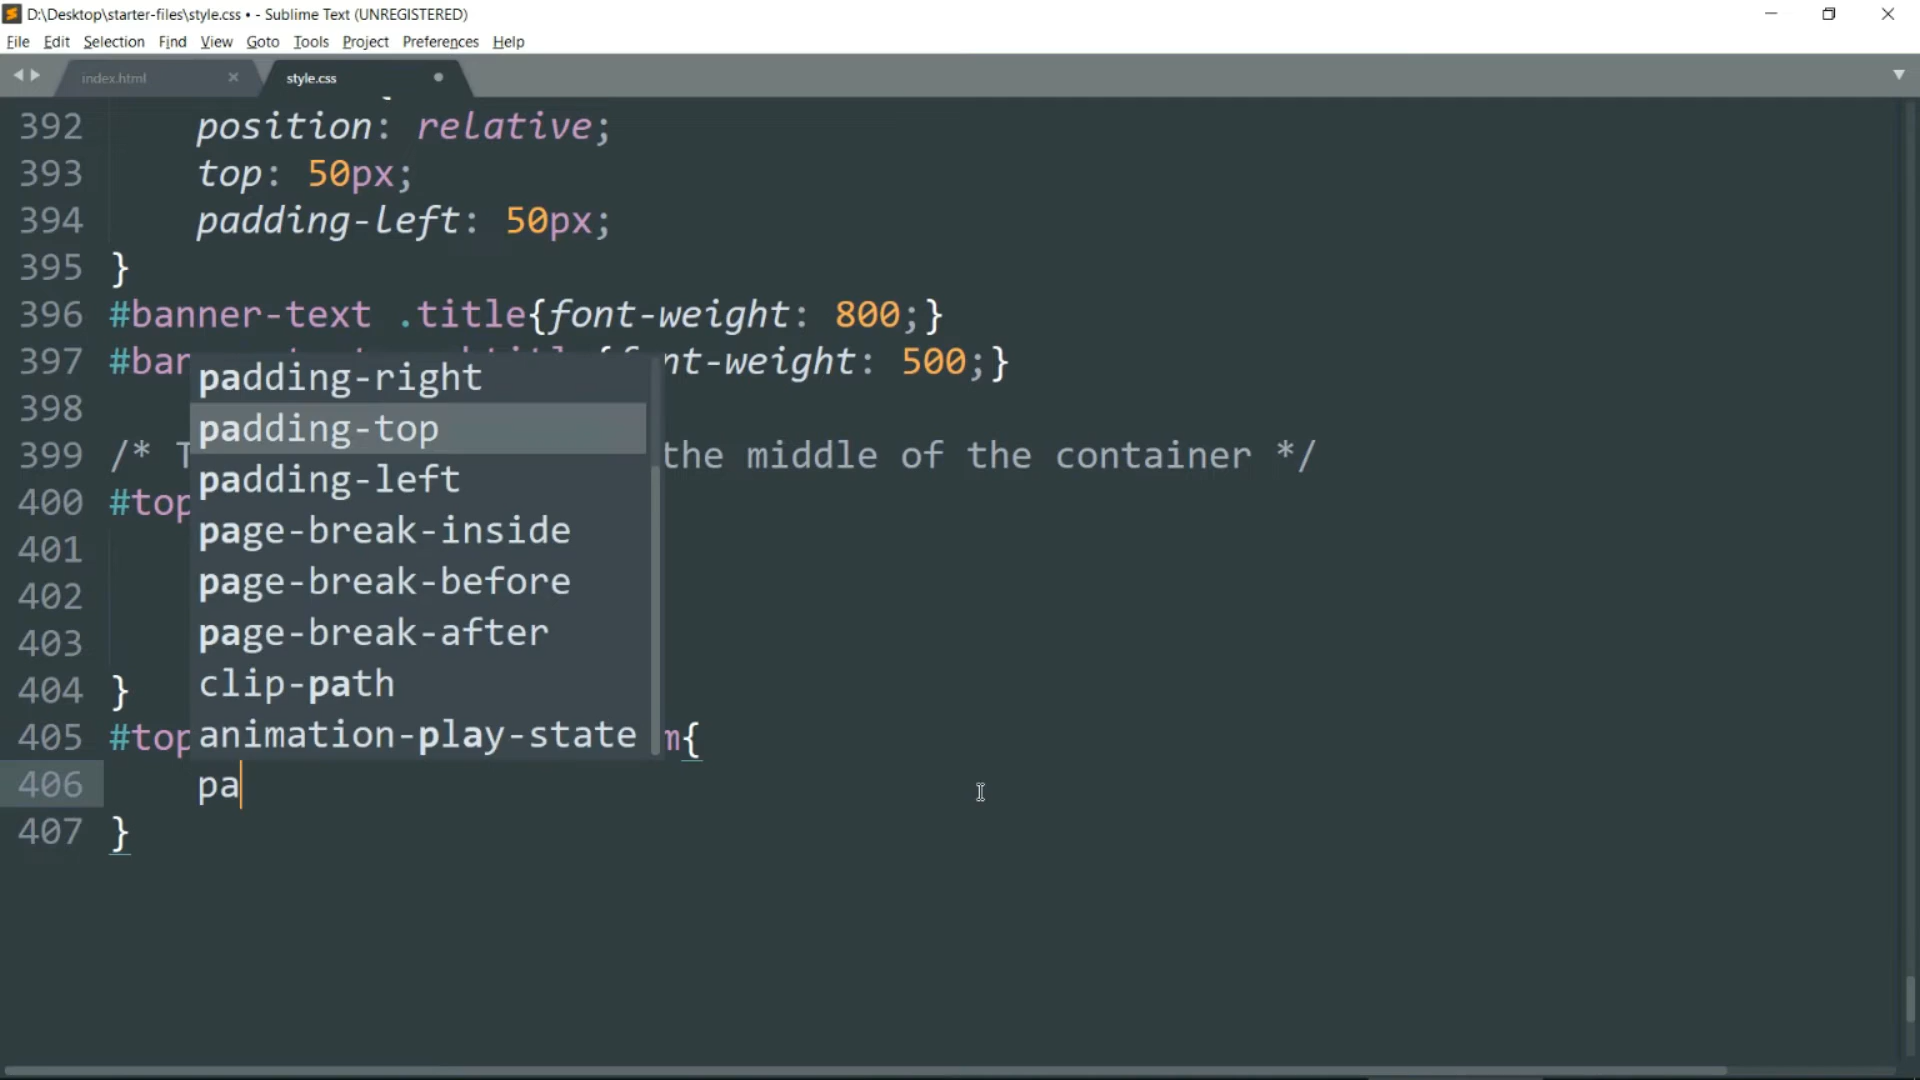 D:\Desktop\starter-files\style.css • - Sublime Text (UNREGISTERED)
File Edit Selection Find View Goto Tools Project Preferences Help
index.html
style.css
392 position: relative;
393 top: 50px;
394 padding-left: 50px;
395 }
396 #banner-text .title{font-weight: 800;}
397 #bar nt-weight: 500;}
padding-right
398
padding-top
399 /* the middle of the container */
padding-left
400 #top
page-break-inside
401
page-break-before
402
page-break-after
403
clip-path
404 }
animation-play-state
405 #top m{
406 pa
407 }